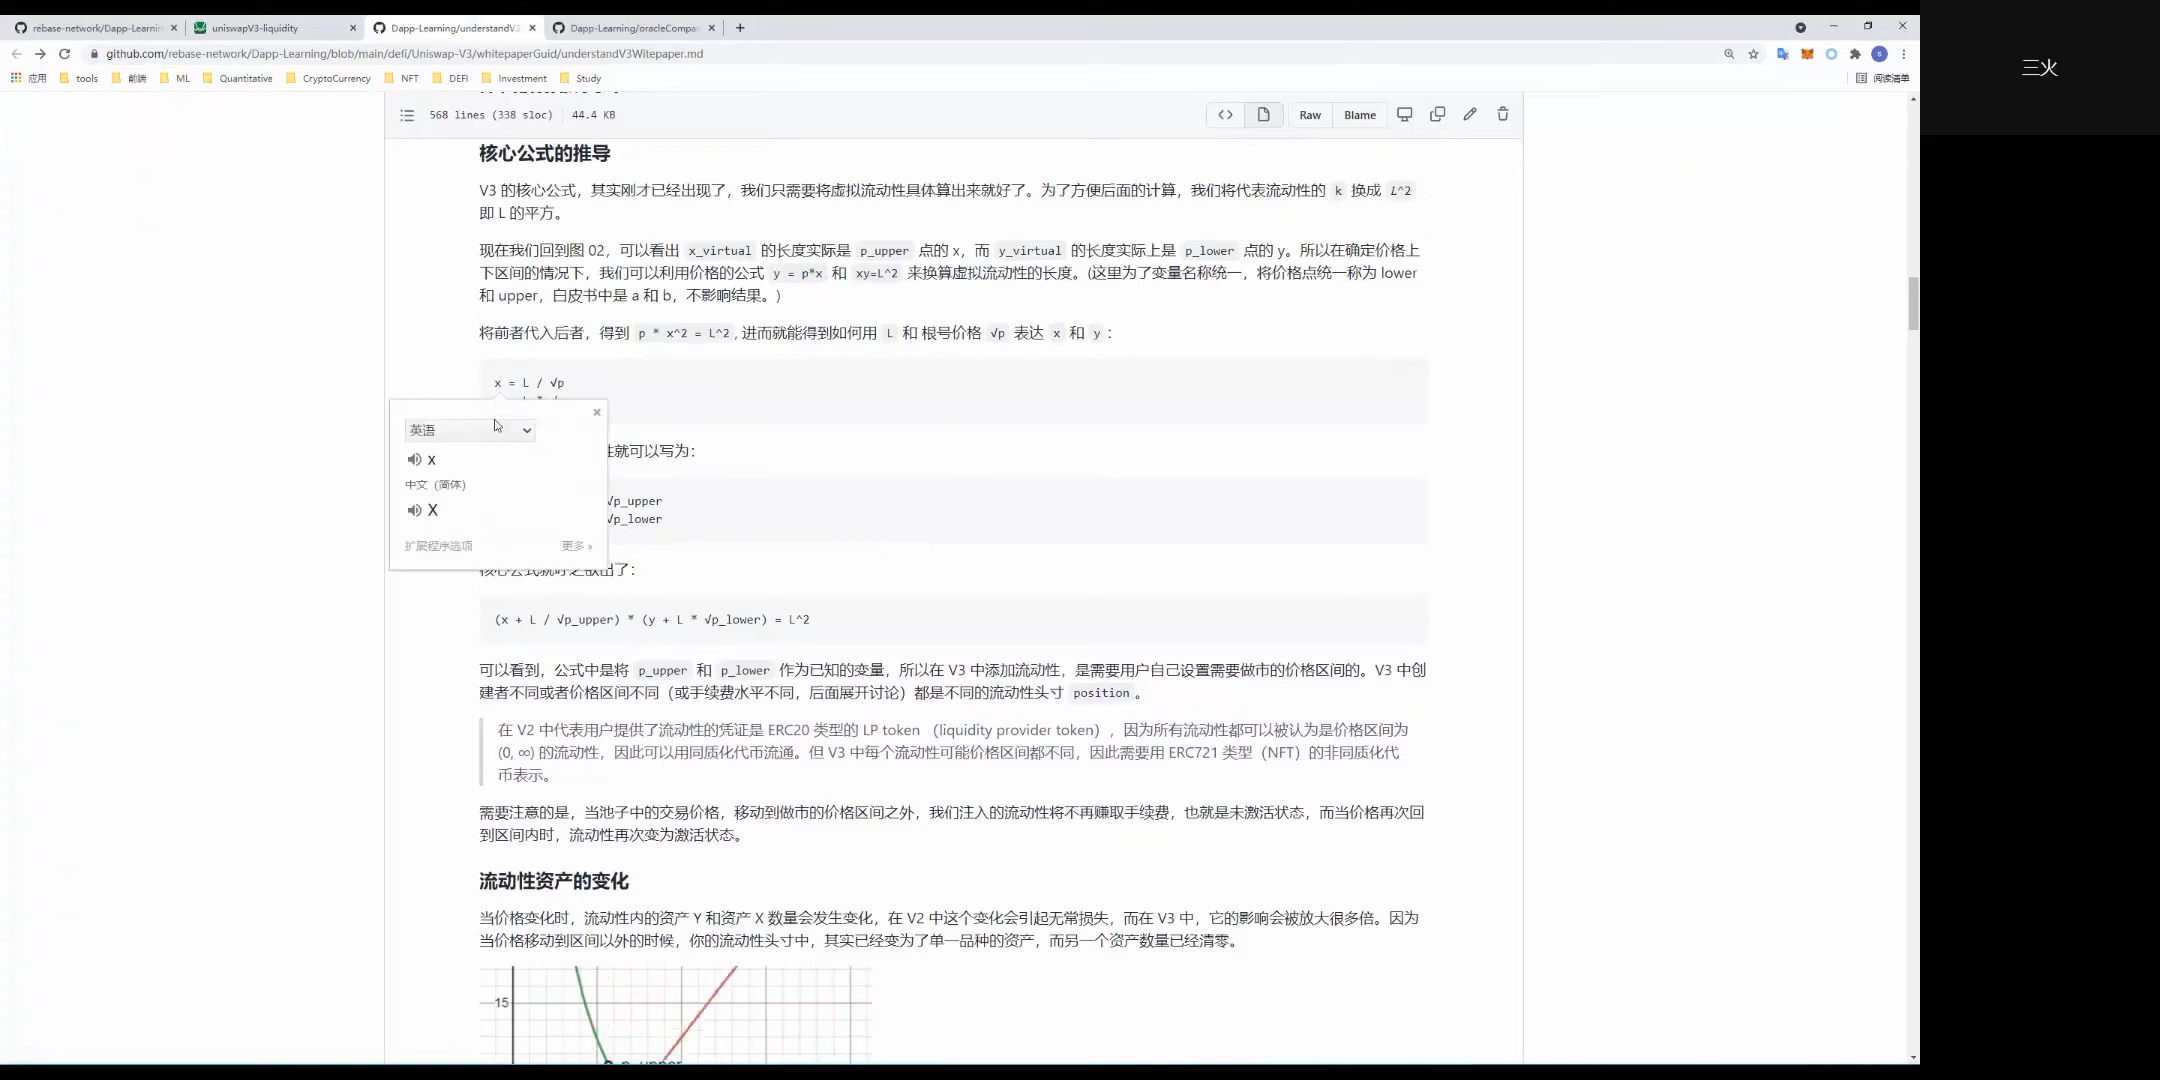 rebase-network/Dapp-Learnin
uniswapV3-liquidity
Dapp-Learning/understandV3
Dapp-Learning/oracleCompa
github.com/rebase-network/Dapp-Learning/blob/main/defi/Uniswap-V3/whitepaperGuid/understandV3Witepaper.md
应用 tools 前端 ML Quantitative CryptoCurrency NFT DEFI Investment Study 阅读清单
三火
568 lines (338 sloc) 44.4 KB
Raw Blame
核心公式的推导
V3 的核心公式，其实刚才已经出现了，我们只需要将虚拟流动性具体算出来就好了。为了方便后面的计算，我们将代表流动性的 k 换成 L^2
即 L 的平方。
现在我们回到图 02，可以看出 x_virtual 的长度实际是 p_upper 点的 x，而 y_virtual 的长度实际上是 p_lower 点的 y。所以在确定价格上
下区间的情况下，我们可以利用价格的公式 y = p*x 和 xy=L^2 来换算虚拟流动性的长度。(这里为了变量名称统一，将价格点统一称为 lower
和 upper，白皮书中是 a 和 b，不影响结果。)
将前者代入后者，得到 p * x^2 = L^2, 进而就能得到如何用 L 和 根号价格 √p 表达 x 和 y：
x = L / √p
英语
x
中文（简体）
X
扩展程序选项 更多 »
性就可以写为：
√p_upper
√p_lower
核心公式就呼之欲出了：
(x + L / √p_upper) * (y + L * √p_lower) = L^2
可以看到，公式中是将 p_upper 和 p_lower 作为已知的变量，所以在 V3 中添加流动性，是需要用户自己设置需要做市的价格区间的。V3 中创
建者不同或者价格区间不同（或手续费水平不同，后面展开讨论）都是不同的流动性头寸 position 。
在 V2 中代表用户提供了流动性的凭证是 ERC20 类型的 LP token （liquidity provider token），因为所有流动性都可以被认为是价格区间为
(0, ∞) 的流动性，因此可以用同质化代币流通。但 V3 中每个流动性可能价格区间都不同，因此需要用 ERC721 类型（NFT）的非同质化代
币表示。
需要注意的是，当池子中的交易价格，移动到做市的价格区间之外，我们注入的流动性将不再赚取手续费，也就是未激活状态，而当价格再次回
到区间内时，流动性再次变为激活状态。
流动性资产的变化
当价格变化时，流动性内的资产 Y 和资产 X 数量会发生变化，在 V2 中这个变化会引起无常损失，而在 V3 中，它的影响会被放大很多倍。因为
当价格移动到区间以外的时候，你的流动性头寸中，其实已经变为了单一品种的资产，而另一个资产数量已经清零。
15
p_upper